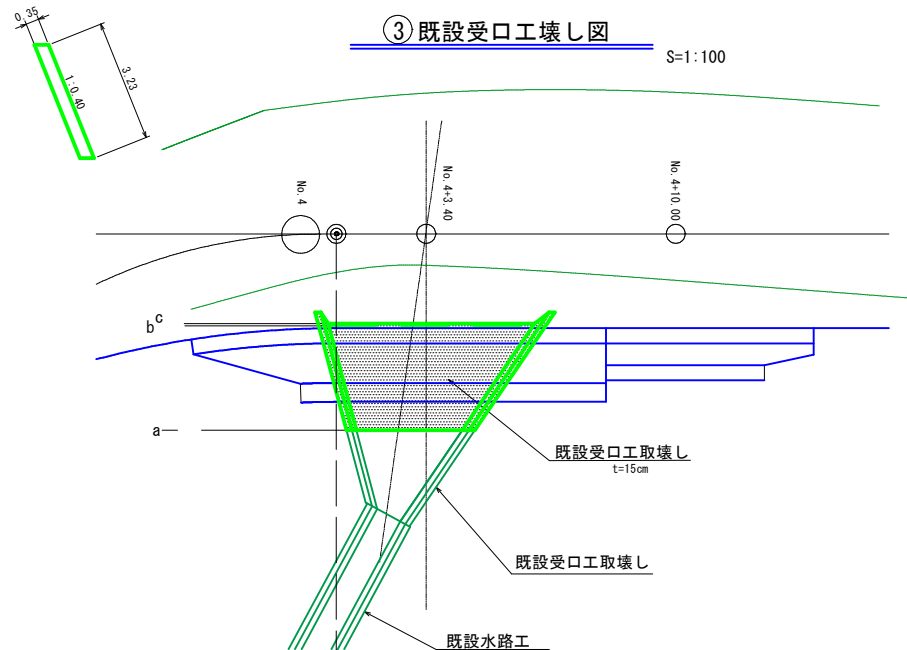 ③既設受口工壊し図
S=1:100
0.35
3.23
1:0.40
No.4
No.4+3.40
No.4+10.00
c
b
a
既設受口工取壊し
t=15cm
既設受口工取壊し
既設水路工